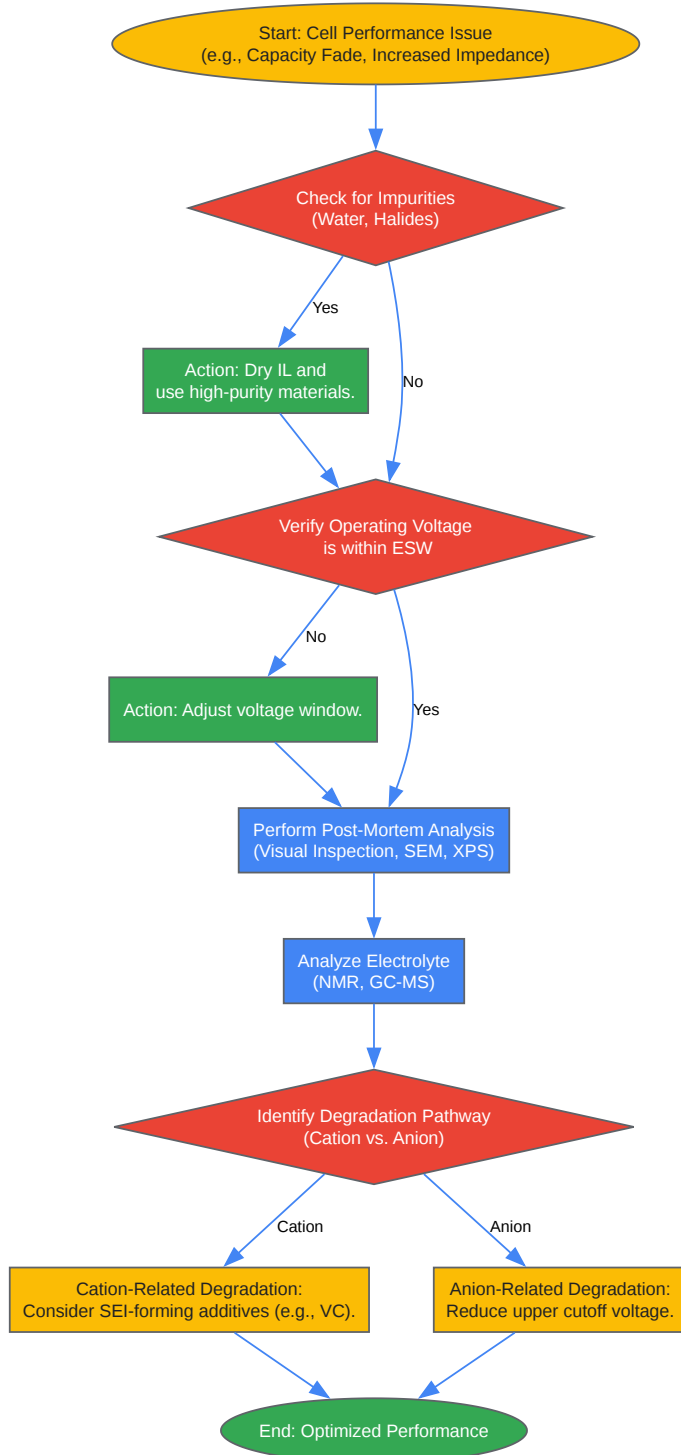 Start: Cell Performance Issue
(e.g., Capacity Fade, Increased Impedance)
Check for Impurities
(Water, Halides)
Yes
Action: Dry IL and
use high-purity materials.
No
Verify Operating Voltage
is within ESW
No
Action: Adjust voltage window.
Yes
Perform Post-Mortem Analysis
(Visual Inspection, SEM, XPS)
Analyze Electrolyte
(NMR, GC-MS)
Identify Degradation Pathway
(Cation vs. Anion)
Cation
Anion
Cation-Related Degradation:
Consider SEI-forming additives (e.g., VC).
Anion-Related Degradation:
Reduce upper cutoff voltage.
End: Optimized Performance